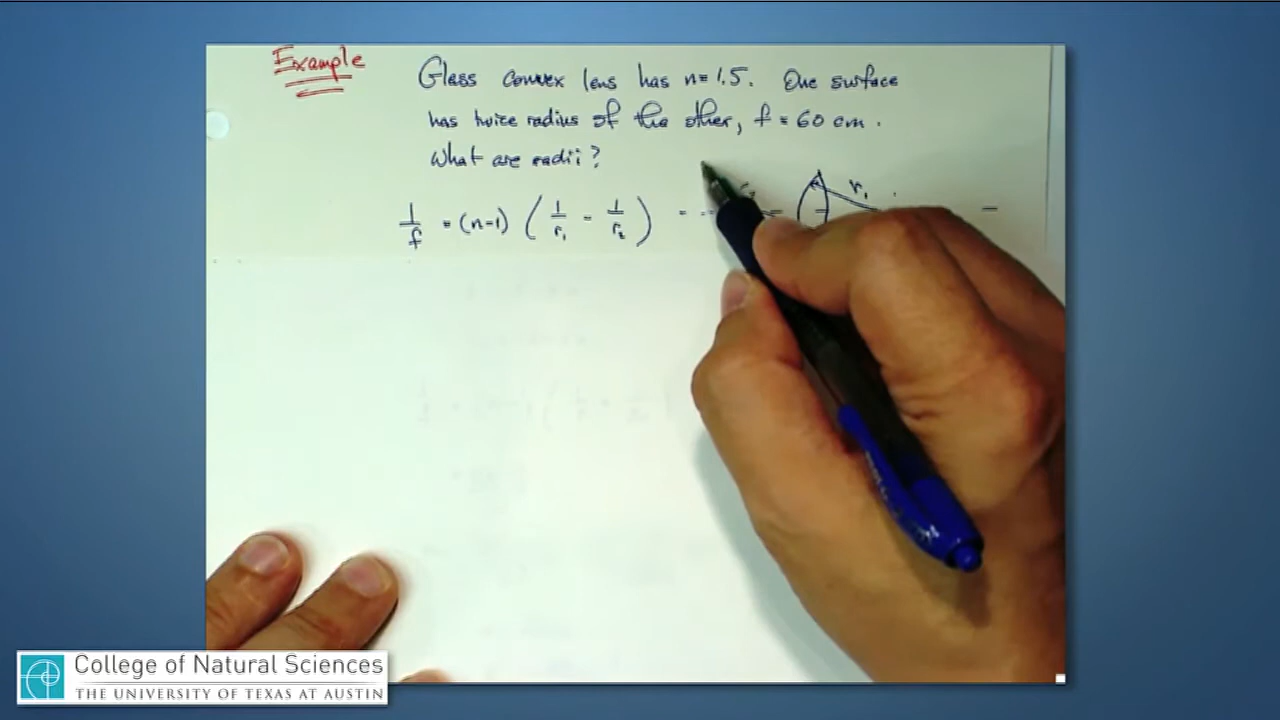 Example
Glass convex lens has n = 1.5. One surface
has twice radius of the other, f = 60 cm.
What are radii?
1/f = (n-1) (1/r₁ - 1/r₂)
r₁
College of Natural Sciences
THE UNIVERSITY OF TEXAS AT AUSTIN